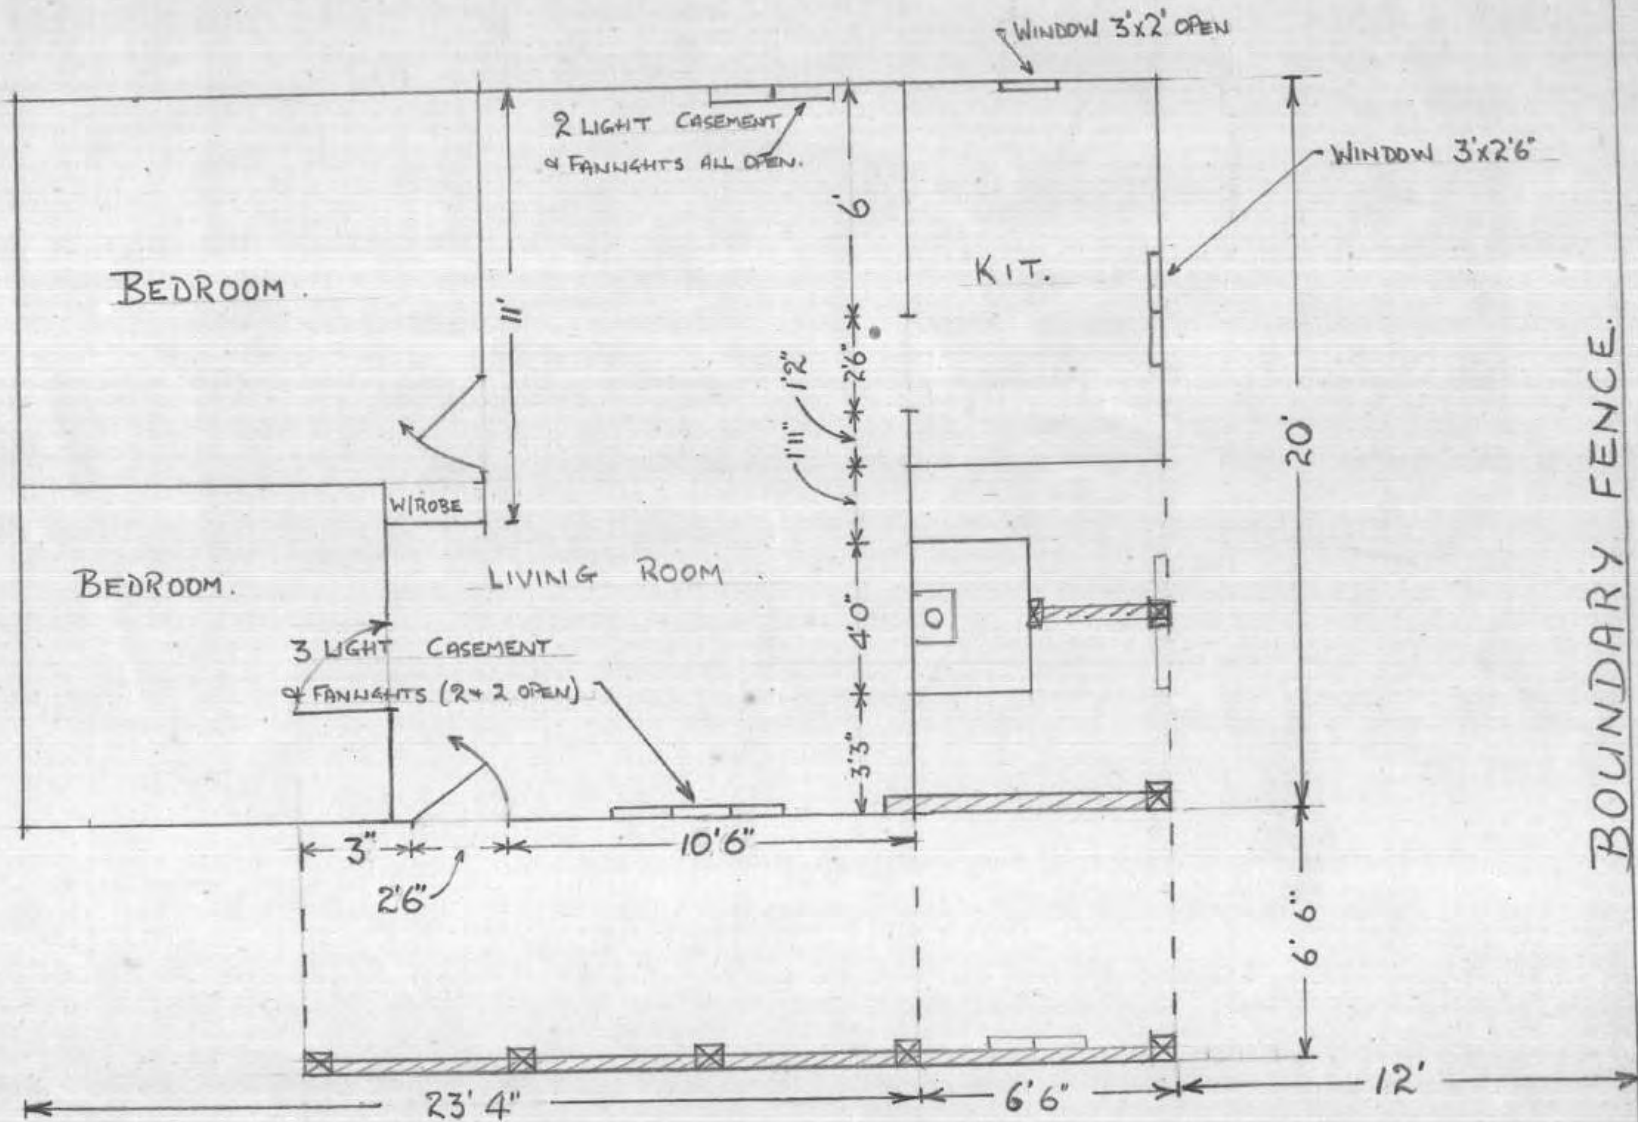 WINDOW 3'x2' OPEN
2 LIGHT CASEMENT
& FANLIGHTS ALL OPEN.
WINDOW 3'x2'6"
6'
11'
BEDROOM.
KIT.
1'2"
2'6"
1'11"
20'
W/ROBE
BEDROOM.
LIVING ROOM.
4'0"
3 LIGHT CASEMENT
& FANLIGHTS (2 & 2 OPEN)
3'3"
BOUNDARY FENCE.
3"
2'6"
10'6"
6'6"
23'4"
6'6"
12'